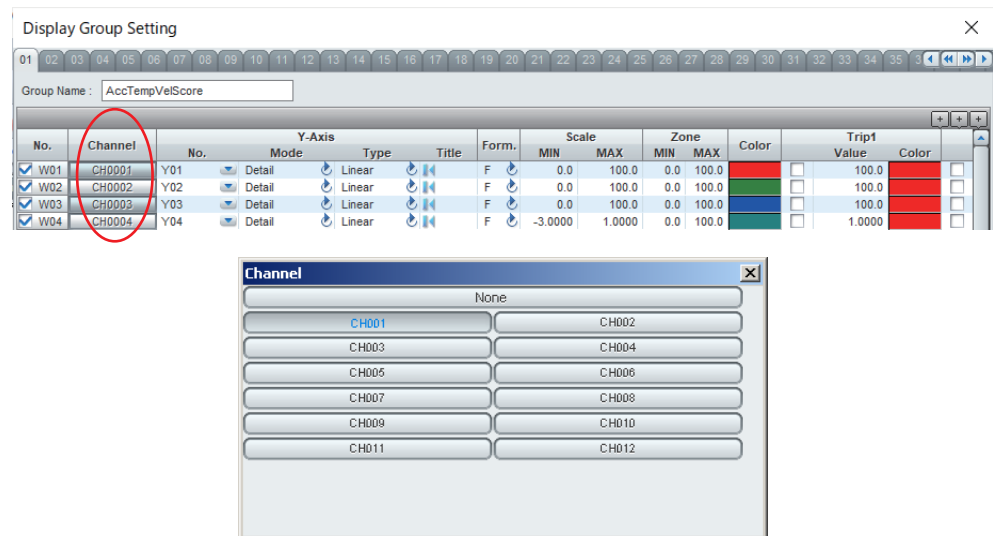 Display Group Setting
01 02 03 04 05 06 07 08 09 10 11 12 13 14 15 16 17 18 19 20 21 22 23 24 25 26 27 28 29 30 31 32 33 34 35 3
Group Name : AccTempVelScore
+ + +
No. Channel Y-Axis Form. Scale Zone Color Trip1
No. Mode Type Title MIN MAX MIN MAX Value Color
W01 CH0001 Y01 Detail Linear F 0.0 100.0 0.0 100.0 100.0
W02 CH0002 Y02 Detail Linear F 0.0 100.0 0.0 100.0 100.0
W03 CH0003 Y03 Detail Linear F 0.0 100.0 0.0 100.0 100.0
W04 CH0004 Y04 Detail Linear F -3.0000 1.0000 0.0 100.0 1.0000
Channel
None
CH001 CH002
CH003 CH004
CH005 CH006
CH007 CH008
CH009 CH010
CH011 CH012